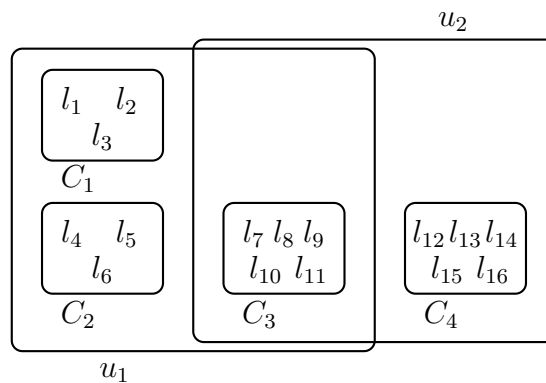 u₂
l₁ l₂
l₃
C₁
l₄ l₅
l₆
C₂
l₇ l₈ l₉
l₁₀ l₁₁
C₃
l₁₂ l₁₃ l₁₄
l₁₅ l₁₆
C₄
u₁